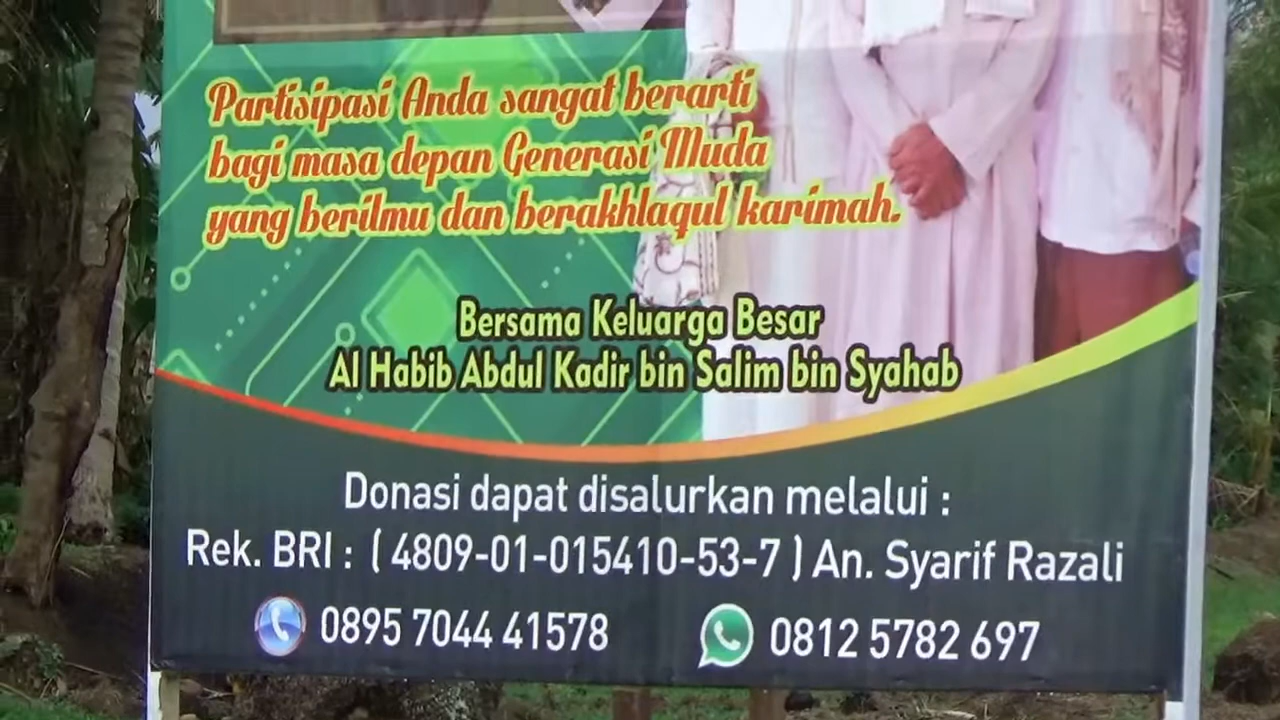 Partisipasi Anda sangat berarti
bagi masa depan Generasi Muda
yang berilmu dan berakhlaqul karimah.
Bersama Keluarga Besar
Al Habib Abdul Kadir bin Salim bin Syahab
Donasi dapat disalurkan melalui :
Rek. BRI : ( 4809-01-015410-53-7 ) An. Syarif Razali
0895 7044 41578
0812 5782 697